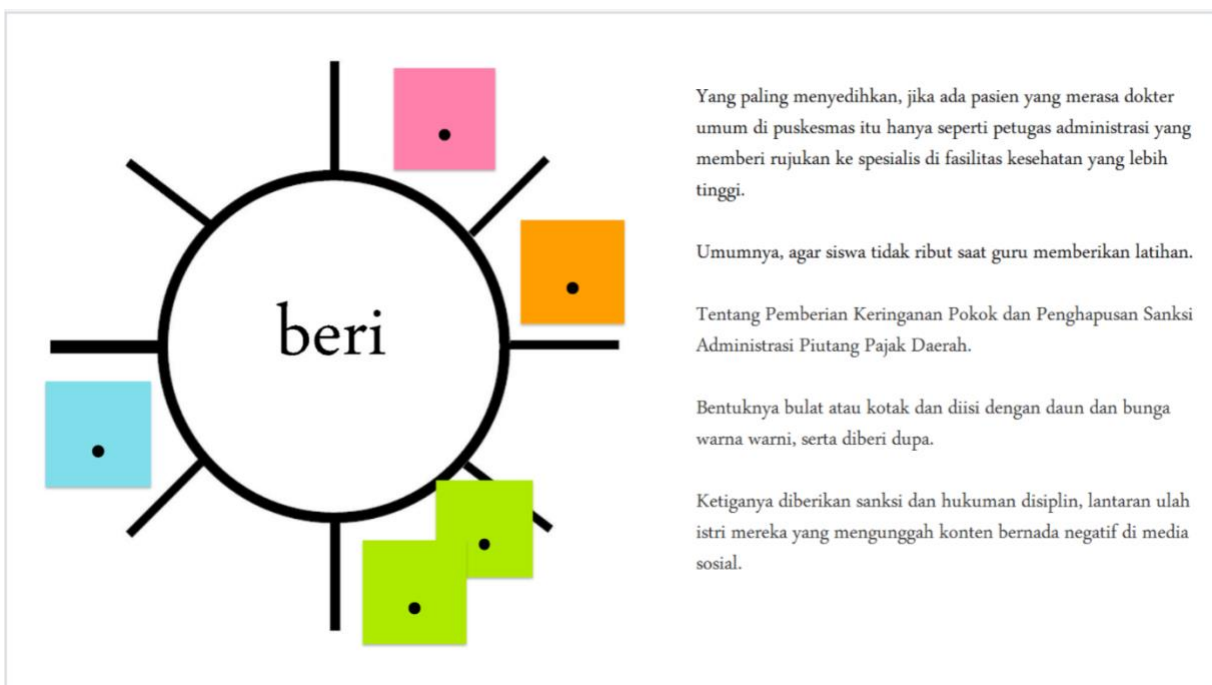 beri
Yang paling menyedihkan, jika ada pasien yang merasa dokter
umum di puskesmas itu hanya seperti petugas administrasi yang
memberi rujukan ke spesialis di fasilitas kesehatan yang lebih
tinggi.
Umumnya, agar siswa tidak ribut saat guru memberikan latihan.
Tentang Pemberian Keringanan Pokok dan Penghapusan Sanksi
Administrasi Piutang Pajak Daerah.
Bentuknya bulat atau kotak dan diisi dengan daun dan bunga
warna warni, serta diberi dupa.
Ketiganya diberikan sanksi dan hukuman disiplin, lantaran ulah
istri mereka yang mengunggah konten bernada negatif di media
sosial.